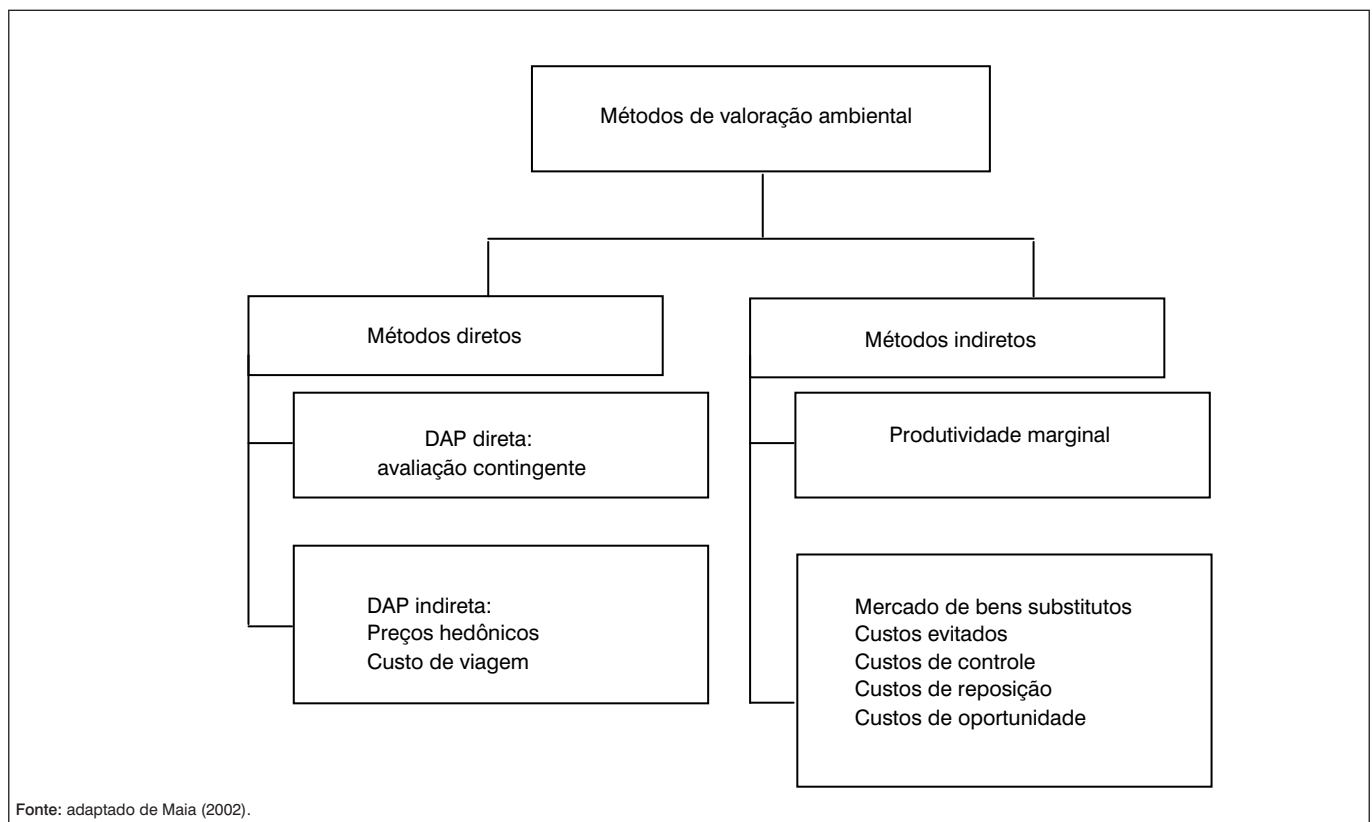 Métodos de valoração ambiental
Métodos diretos
DAP direta:
avaliação contingente
DAP indireta:
Preços hedônicos
Custo de viagem
Métodos indiretos
Produtividade marginal
Mercado de bens substitutos
Custos evitados
Custos de controle
Custos de reposição
Custos de oportunidade
Fonte: adaptado de Maia (2002).